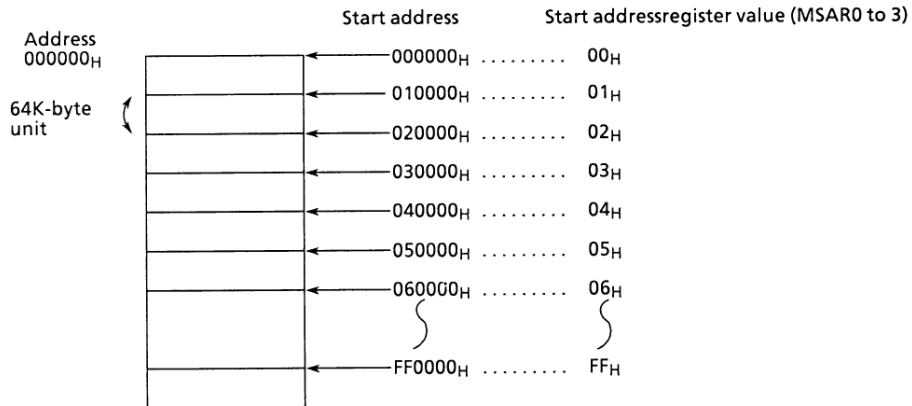 Start address Start addressregister value (MSAR0 to 3)
Address
000000H
000000H ......... 00H
64K-byte
unit
010000H ......... 01H
020000H ......... 02H
030000H ......... 03H
040000H ......... 04H
050000H ......... 05H
060000H ......... 06H
FF0000H ......... FFH